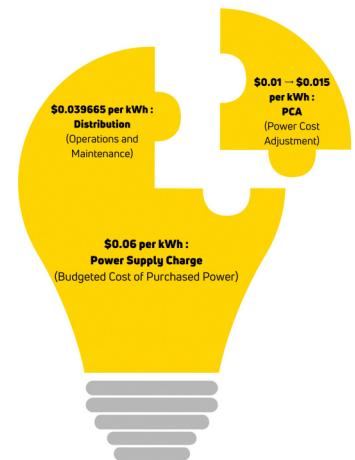 $0.039665 per kWh :
Distribution
(Operations and
Maintenance)
$0.01 → $0.015
per kWh :
PCA
(Power Cost
Adjustment)
$0.06 per kWh :
Power Supply Charge
(Budgeted Cost of Purchased Power)